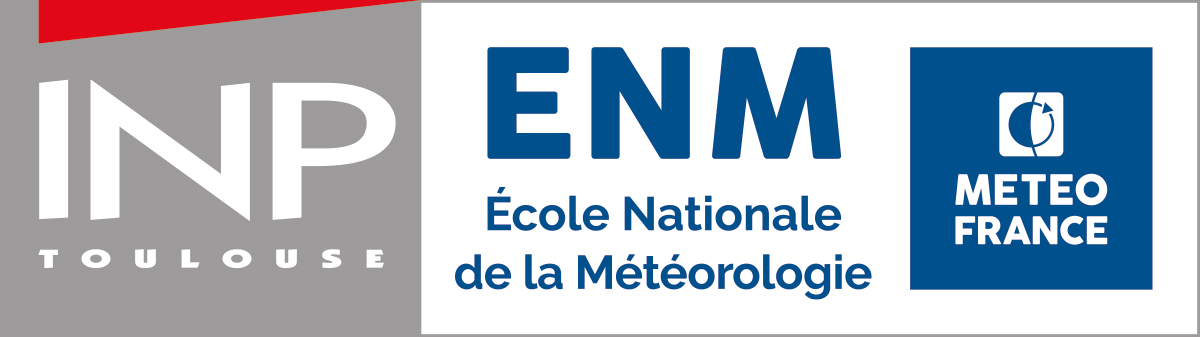 INP
TOULOUSE
ENM
École Nationale
de la Météorologie
METEO
FRANCE